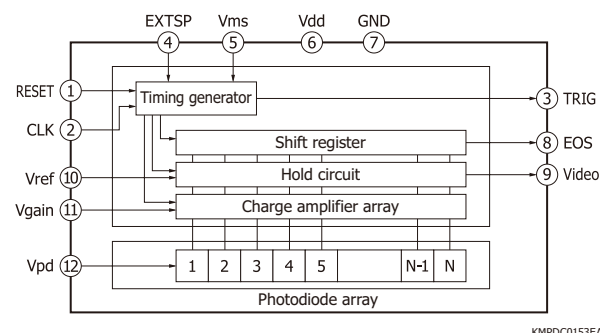 EXTSP Vms Vdd GND
4 5 6 7
RESET 1 Timing generator 3 TRIG
CLK 2
Shift register 8 EOS
Vref 10 Hold circuit 9 Video
Vgain 11 Charge amplifier array
Vpd 12 1 2 3 4 5 N-1 N
Photodiode array
KMPDC0153EA